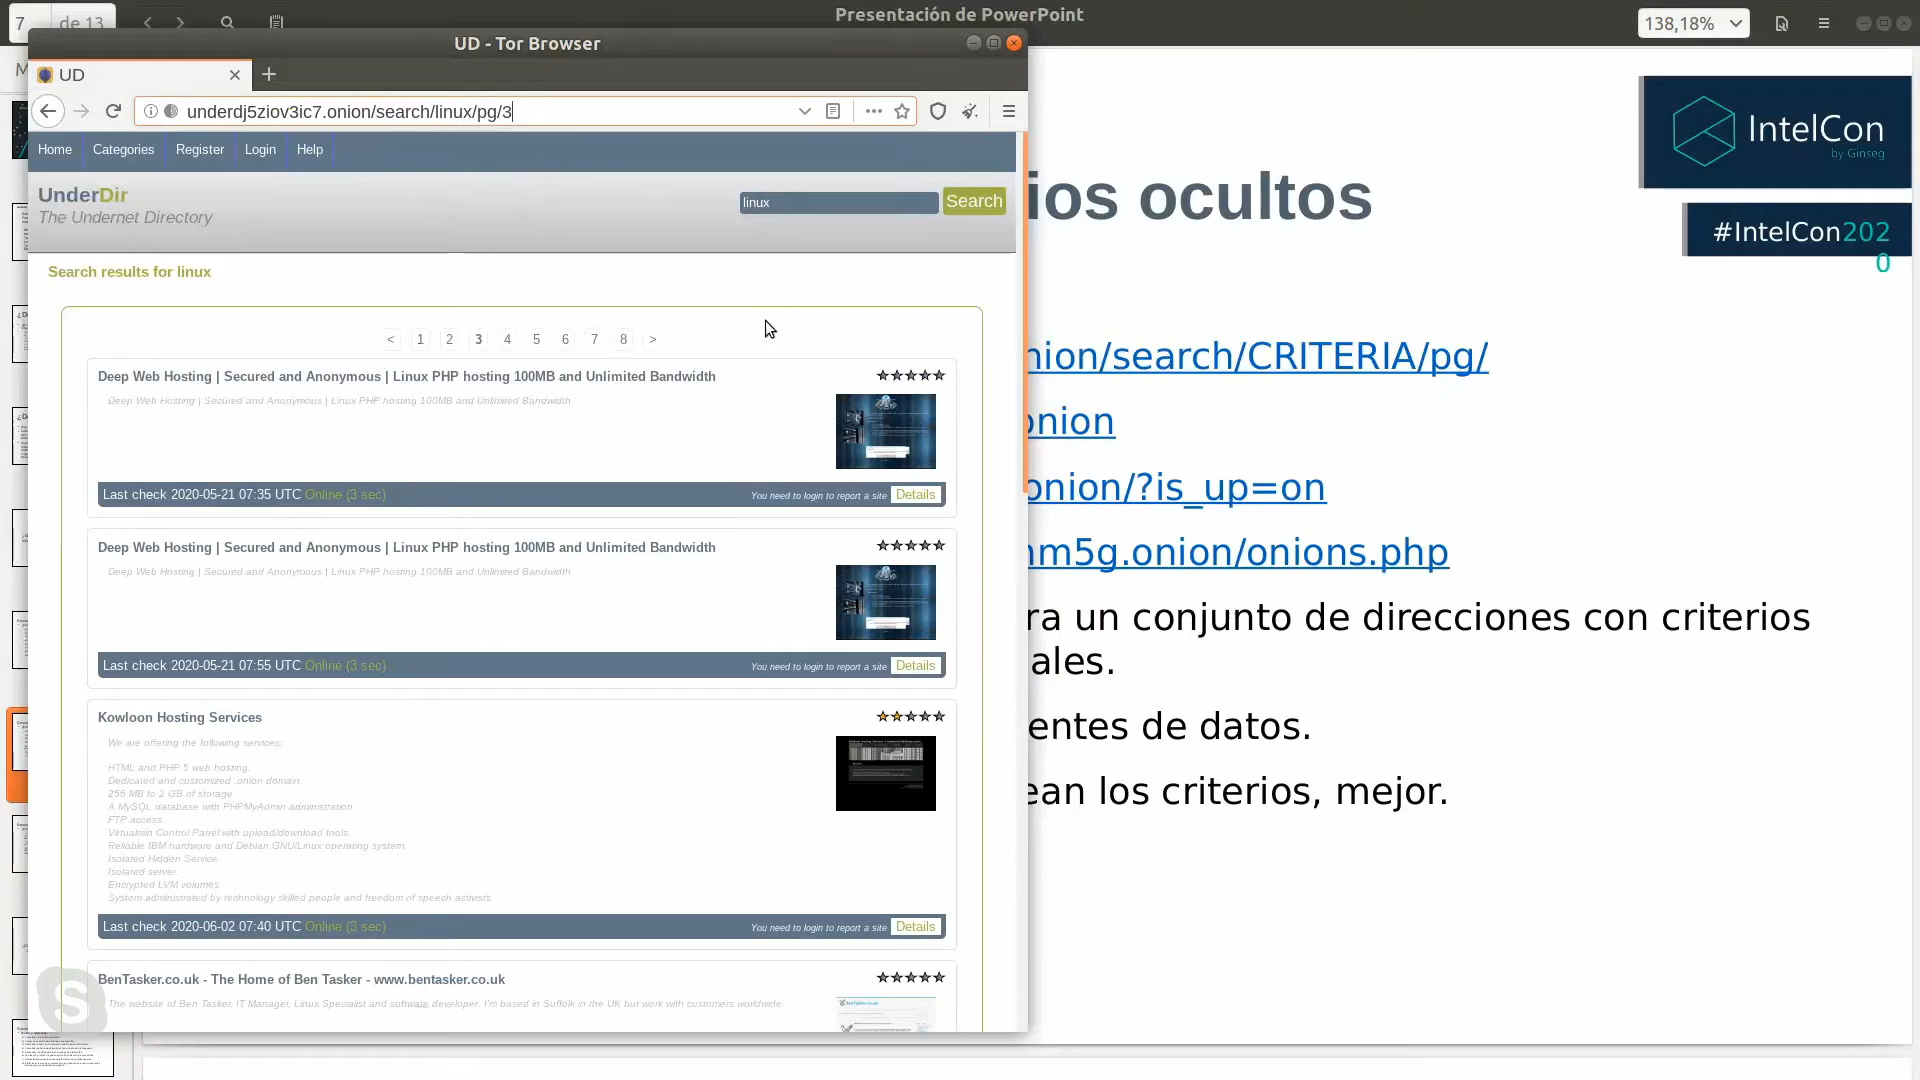 7
de 13
Presentación de PowerPoint
138,18%
UD - Tor Browser
UD
underdj5ziov3ic7.onion/search/linux/pg/3
Home
Categories
Register
Login
Help
UnderDir
The Undernet Directory
linux
Search
Search results for linux
< 1 2 3 4 5 6 7 8 >
Deep Web Hosting | Secured and Anonymous | Linux PHP hosting 100MB and Unlimited Bandwidth
Deep Web Hosting | Secured and Anonymous | Linux PHP hosting 100MB and Unlimited Bandwidth
Last check 2020-05-21 07:35 UTC Online (3 sec)
You need to login to report a site
Details
Deep Web Hosting | Secured and Anonymous | Linux PHP hosting 100MB and Unlimited Bandwidth
Deep Web Hosting | Secured and Anonymous | Linux PHP hosting 100MB and Unlimited Bandwidth
Last check 2020-05-21 07:55 UTC Online (3 sec)
You need to login to report a site
Details
Kowloon Hosting Services
We are offering the following services:
HTML and PHP 5 web hosting.
Dedicated and customized .onion domain.
256 MB to 2 GB of storage.
A MySQL database with PHPMyAdmin administration
FTP access.
Virtualmin Control Panel with upload/download tools.
Reliable IBM hardware and Debian GNU/Linux operating system.
Isolated Hidden Service.
Isolated server.
Encrypted LVM volumes.
System administrated by technology skilled people and freedom of speech activists
Last check 2020-06-02 07:40 UTC Online (3 sec)
You need to login to report a site
Details
BenTasker.co.uk - The Home of Ben Tasker - www.bentasker.co.uk
The website of Ben Tasker, IT Manager, Linux Specialist and software developer. I'm based in Suffolk in the UK but work with customers worldwide.
IntelCon
by Ginseg
#IntelCon202
0
ios ocultos
nion/search/CRITERIA/pg/
onion
onion/?is_up=on
nm5g.onion/onions.php
ra un conjunto de direcciones con criterios
ales.
entes de datos.
ean los criterios, mejor.